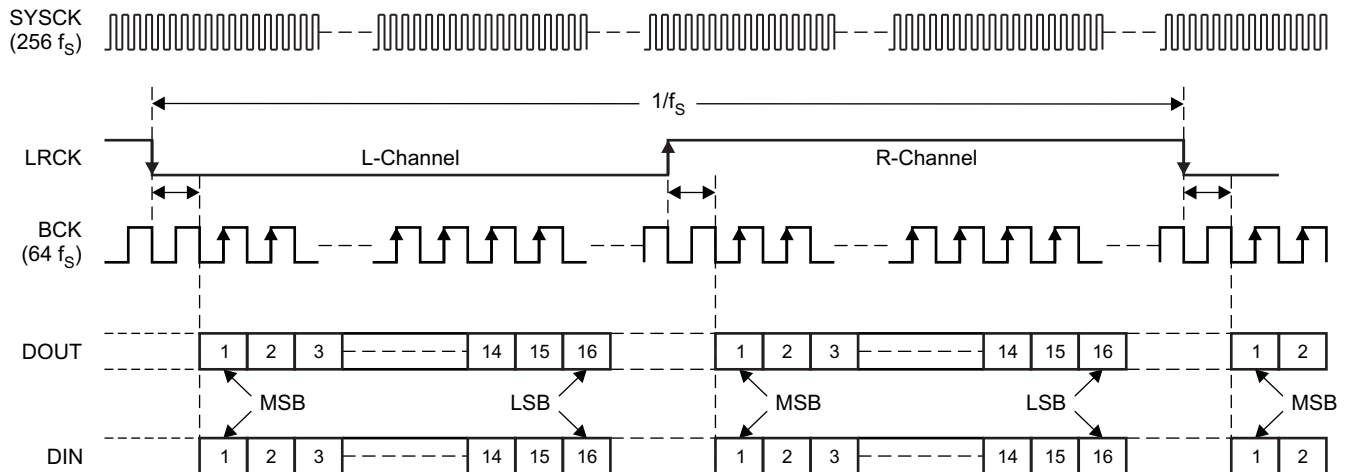 SYSCK
(256 fS)
1/fS
LRCK
L-Channel
R-Channel
BCK
(64 fS)
DOUT
1 2 3 14 15 16 1 2 3 14 15 16 1 2
MSB LSB MSB LSB MSB
DIN
1 2 3 14 15 16 1 2 3 14 15 16 1 2